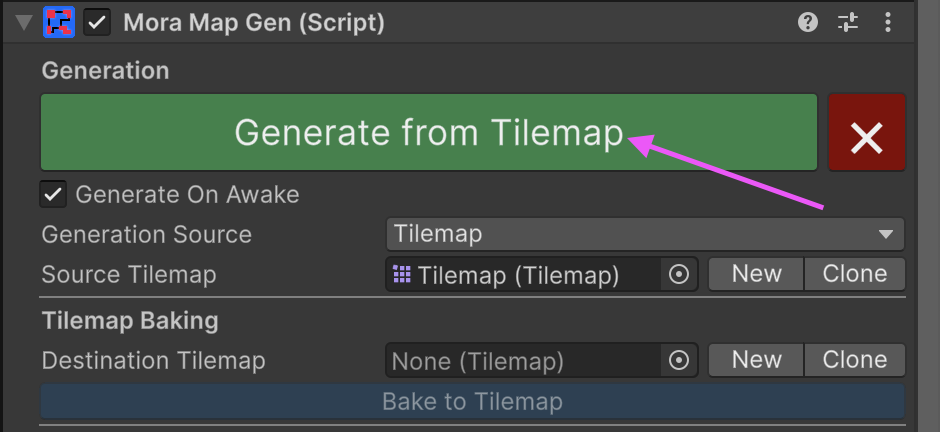 Mora Map Gen (Script)
Generation
Generate from Tilemap
Generate On Awake
Generation Source Tilemap
Source Tilemap Tilemap (Tilemap) New Clone
Tilemap Baking
Destination Tilemap None (Tilemap) New Clone
Bake to Tilemap